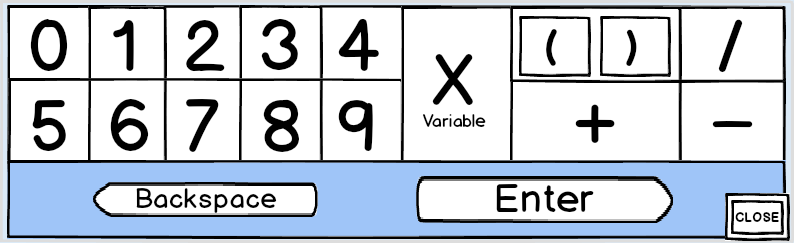 0 1 2 3 4 X ( ) /
5 6 7 8 9 Variable + -
Backspace Enter CLOSE